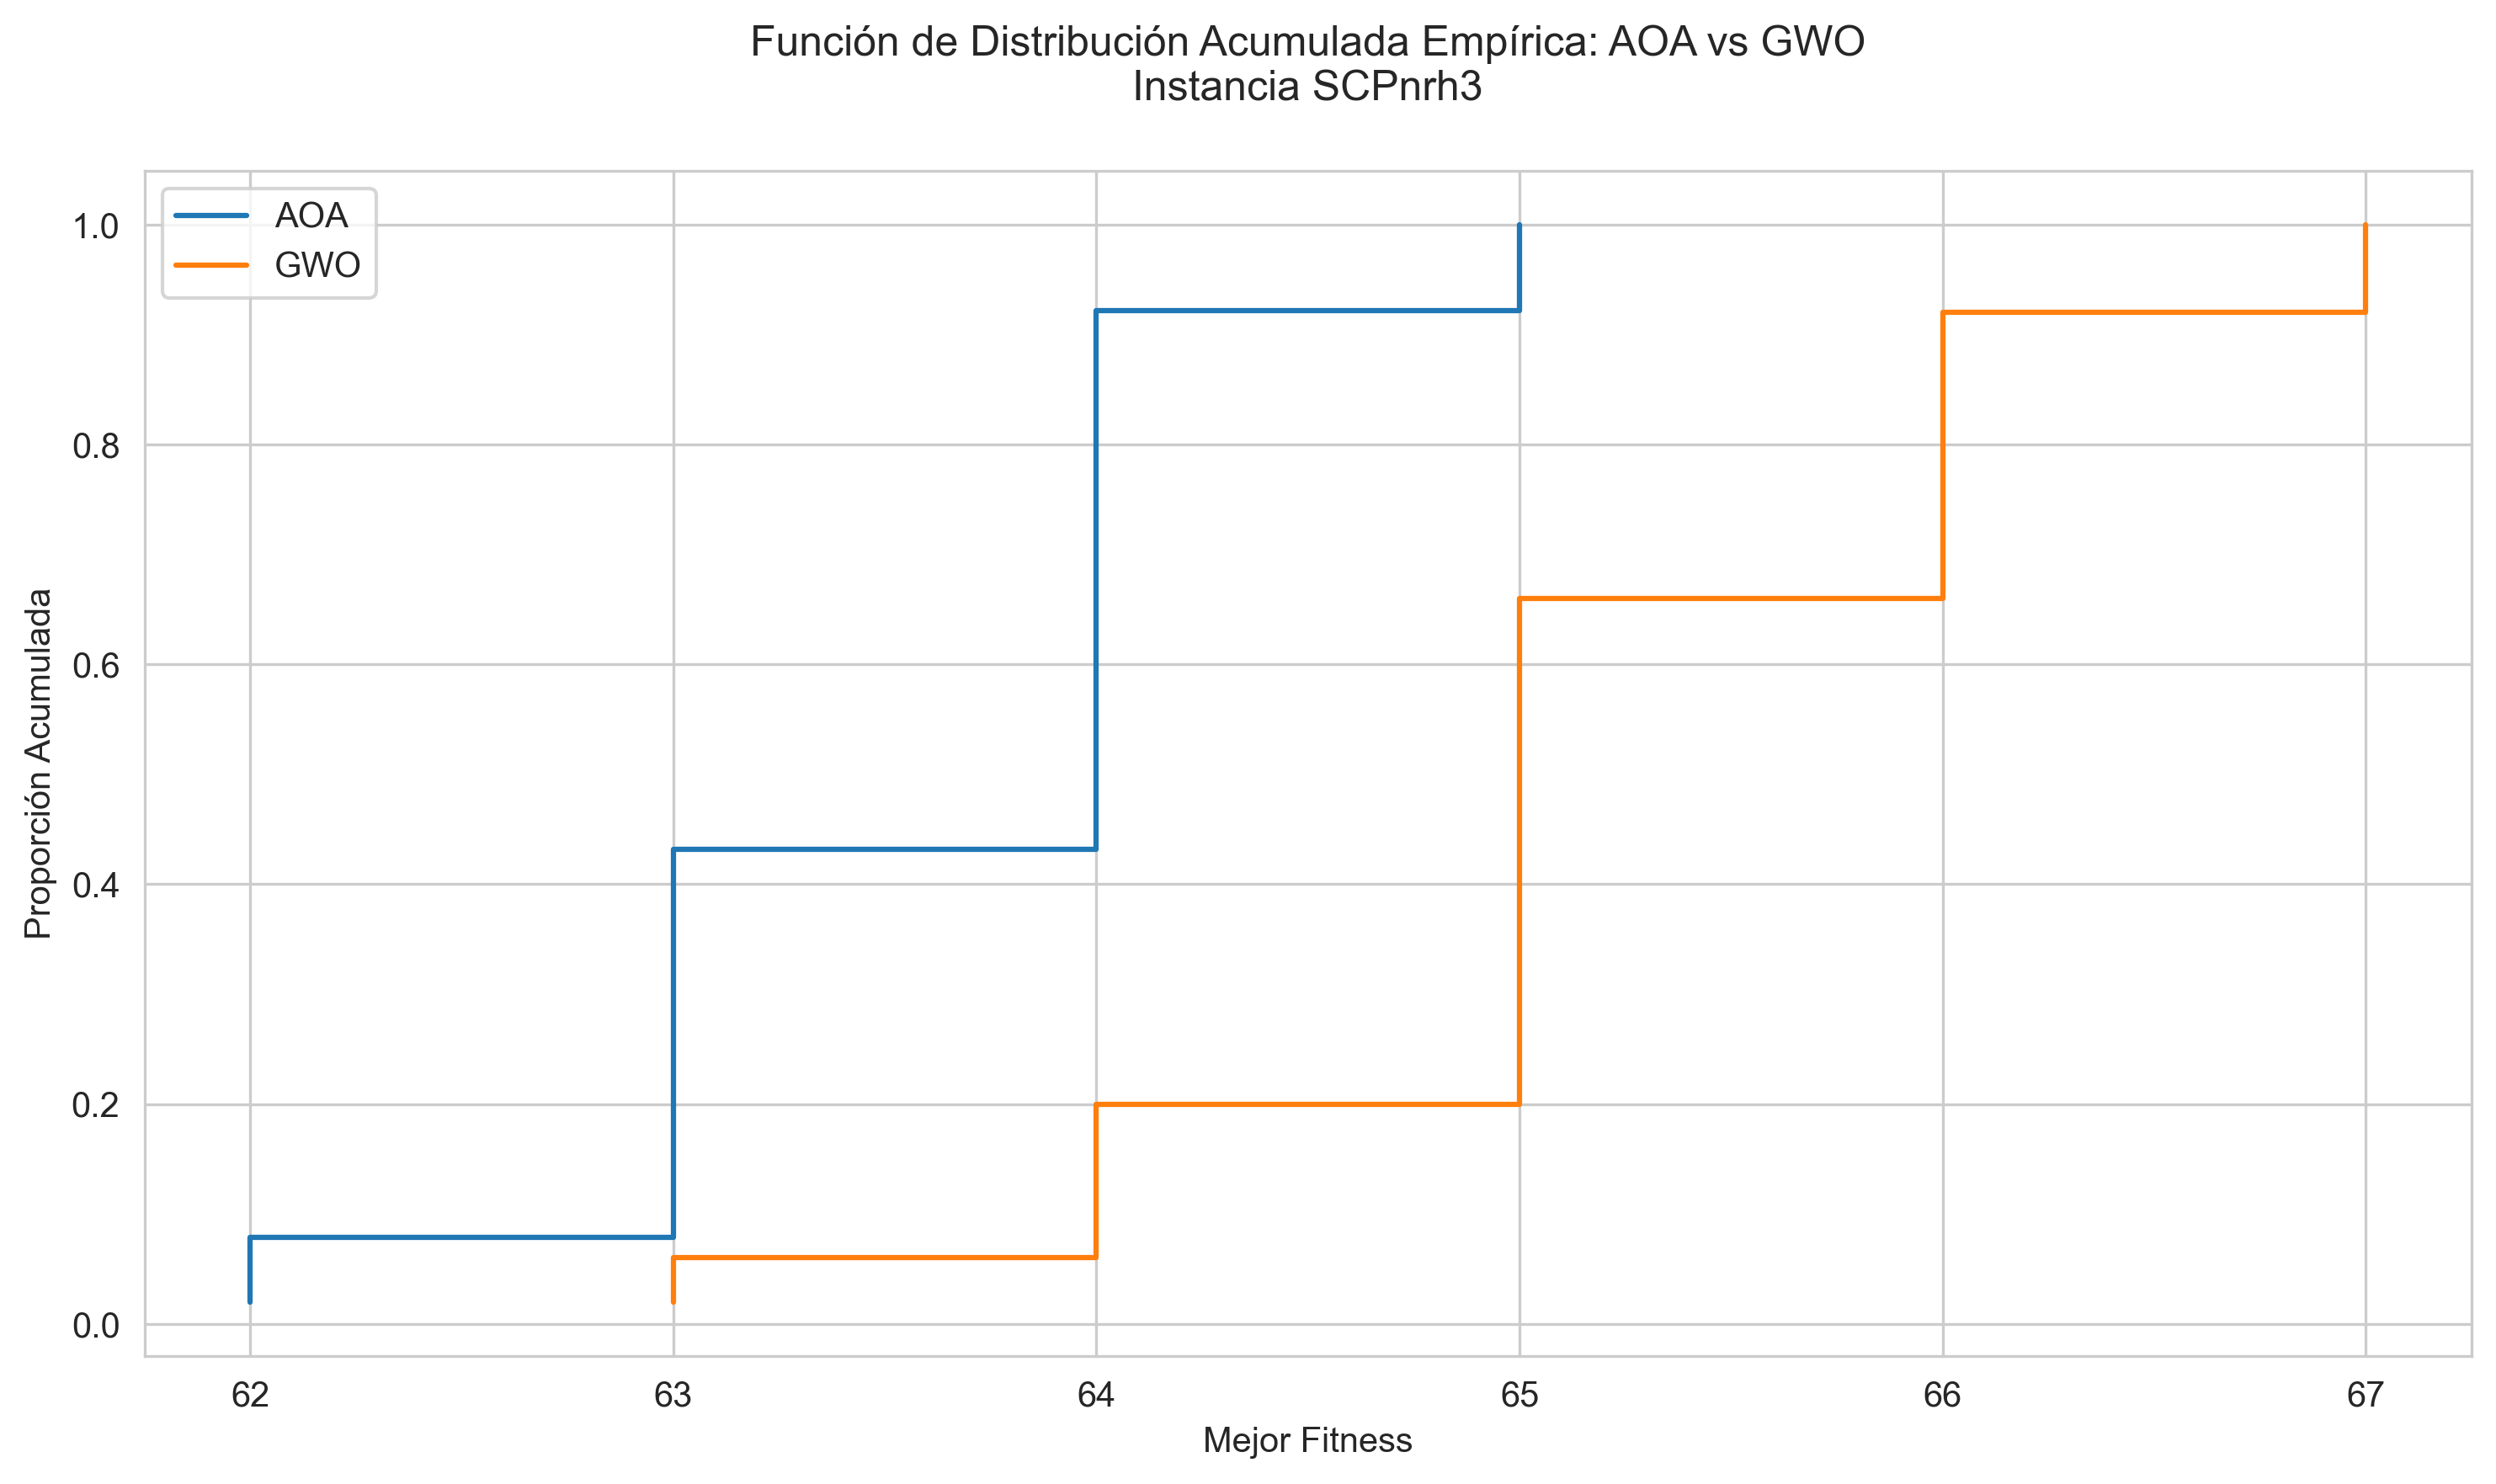 Función de Distribución Acumulada Empírica: AOA vs GWO
Instancia SCPnrh3
AOA
GWO
1.0
0.8
0.6
0.4
0.2
0.0
Proporción Acumulada
62 63 64 65 66 67
Mejor Fitness